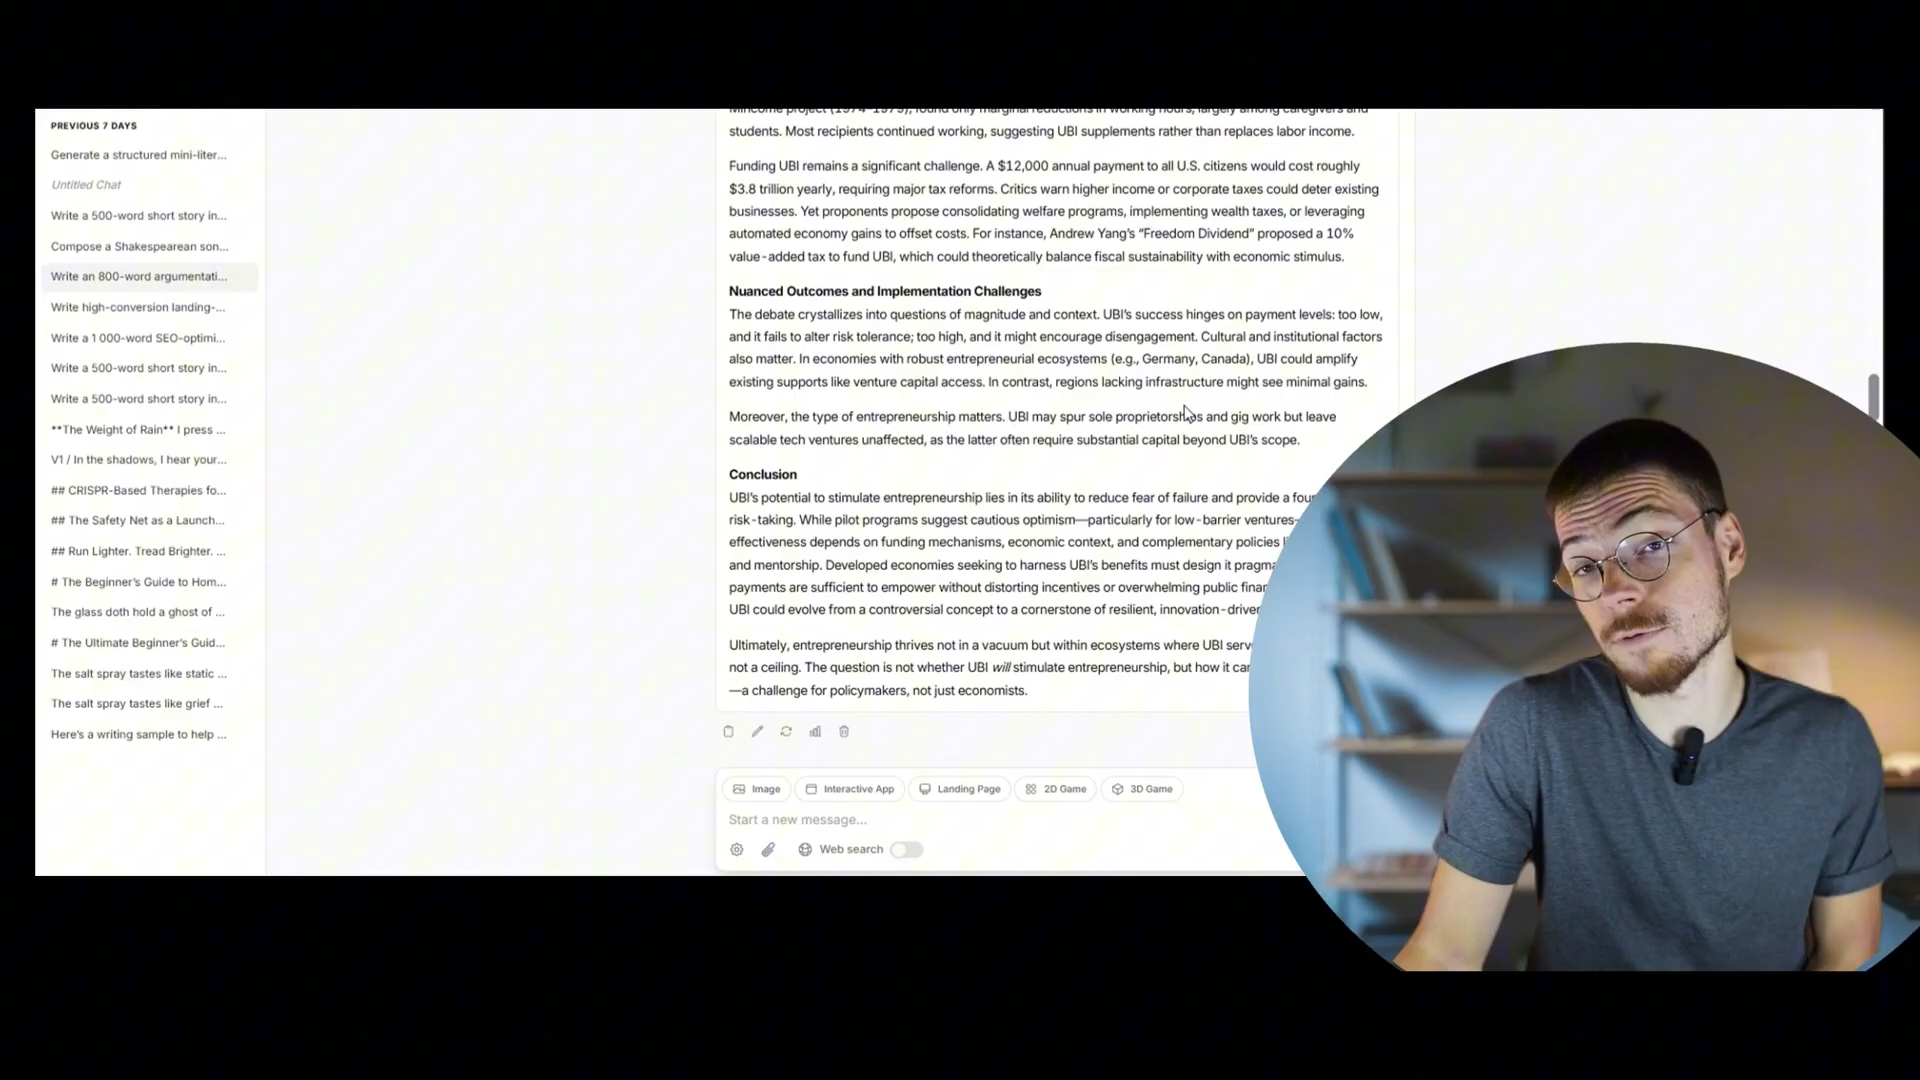 PREVIOUS 7 DAYS
Generate a structured mini-liter...
Untitled Chat
Write a 500-word short story in...
Compose a Shakespearean son...
Write an 800-word argumentati...
Write high-conversion landing-...
Write a 1 000-word SEO-optimi...
Write a 500-word short story in...
Write a 500-word short story in...
**The Weight of Rain** I press ...
V1 / In the shadows, I hear your...
## CRISPR-Based Therapies fo...
## The Safety Net as a Launch...
## Run Lighter. Tread Brighter. ...
# The Beginner's Guide to Hom...
The glass doth hold a ghost of ...
# The Ultimate Beginner's Guid...
The salt spray tastes like static ...
The salt spray tastes like grief ...
Here's a writing sample to help ...
Mincome project (1974-1979), found only marginal reductions in working hours, largely among caregivers and
students. Most recipients continued working, suggesting UBI supplements rather than replaces labor income.
Funding UBI remains a significant challenge. A $12,000 annual payment to all U.S. citizens would cost roughly
$3.8 trillion yearly, requiring major tax reforms. Critics warn higher income or corporate taxes could deter existing
businesses. Yet proponents propose consolidating welfare programs, implementing wealth taxes, or leveraging
automated economy gains to offset costs. For instance, Andrew Yang's “Freedom Dividend” proposed a 10%
value-added tax to fund UBI, which could theoretically balance fiscal sustainability with economic stimulus.
Nuanced Outcomes and Implementation Challenges
The debate crystallizes into questions of magnitude and context. UBI's success hinges on payment levels: too low,
and it fails to alter risk tolerance; too high, and it might encourage disengagement. Cultural and institutional factors
also matter. In economies with robust entrepreneurial ecosystems (e.g., Germany, Canada), UBI could amplify
existing supports like venture capital access. In contrast, regions lacking infrastructure might see minimal gains.
Moreover, the type of entrepreneurship matters. UBI may spur sole proprietorships and gig work but leave
scalable tech ventures unaffected, as the latter often require substantial capital beyond UBI's scope.
Conclusion
UBI's potential to stimulate entrepreneurship lies in its ability to reduce fear of failure and provide a
risk-taking. While pilot programs suggest cautious optimism—particularly for low-barrier ventures—
effectiveness depends on funding mechanisms, economic context, and complementary policies
and mentorship. Developed economies seeking to harness UBI's benefits must design it
payments are sufficient to empower without distorting incentives or overwhelming public
UBI could evolve from a controversial concept to a cornerstone of resilient,
Ultimately, entrepreneurship thrives not in a vacuum but within ecosystems where UBI
not a ceiling. The question is not whether UBI will stimulate entrepreneurship, but how it
—a challenge for policymakers, not just economists.
Image Interactive App Landing Page 2D Game 3D Game
Start a new message...
Web search